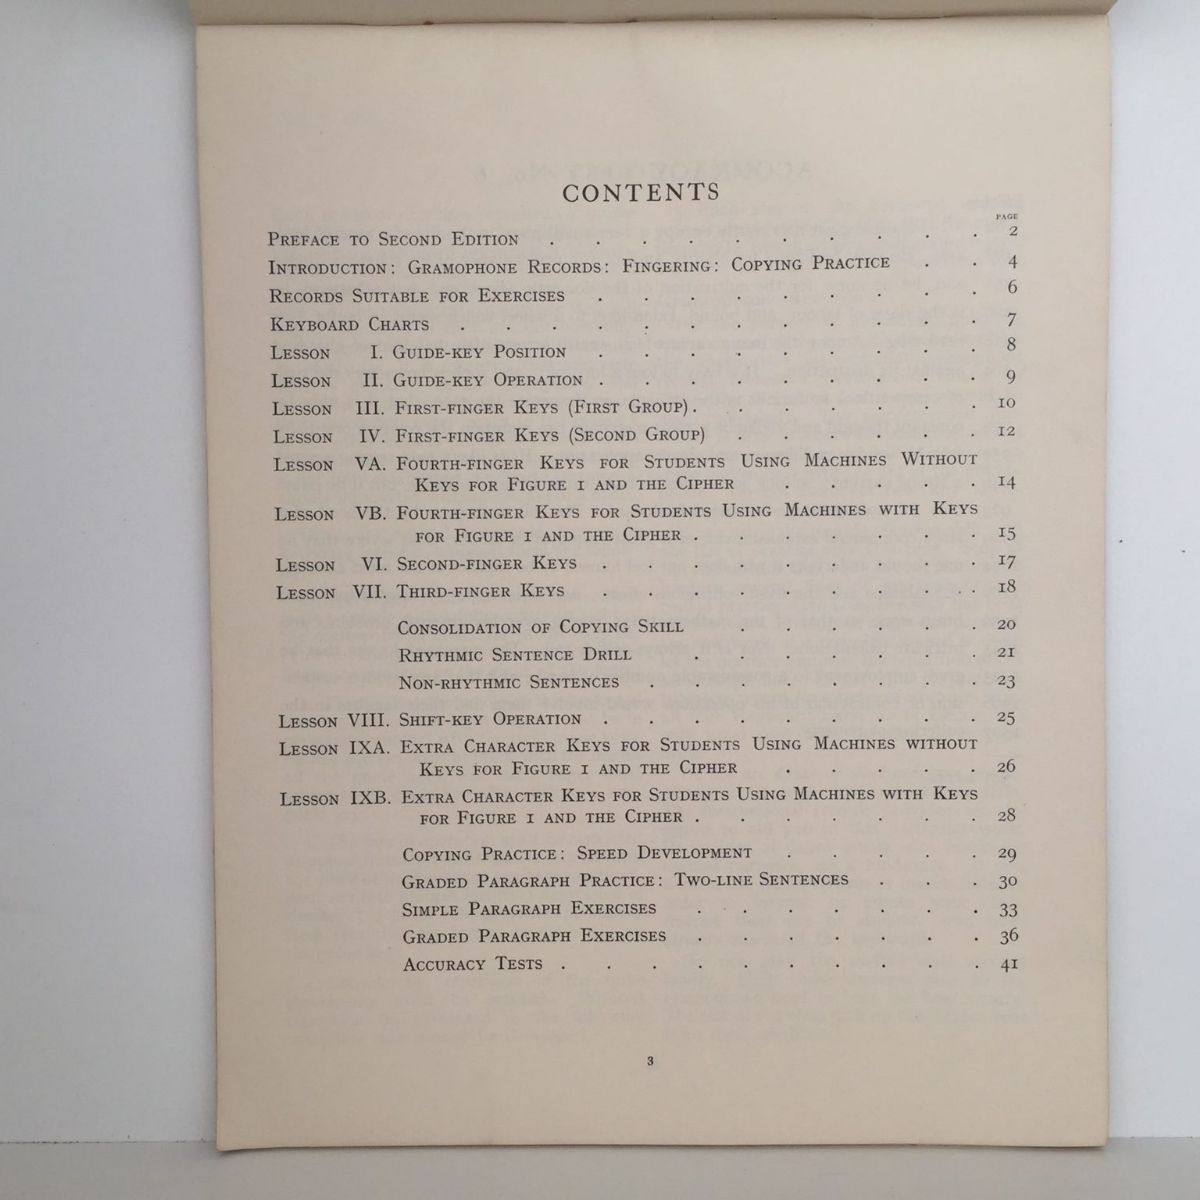 CONTENTS
PAGE
PREFACE TO SECOND EDITION . . . . . . . . . . 2
INTRODUCTION: GRAMOPHONE RECORDS: FINGERING: COPYING PRACTICE . . 4
RECORDS SUITABLE FOR EXERCISES . . . . . . . . . 6
KEYBOARD CHARTS . . . . . . . . . . . . 7
LESSON I. GUIDE-KEY POSITION . . . . . . . . . 8
LESSON II. GUIDE-KEY OPERATION . . . . . . . . . 9
LESSON III. FIRST-FINGER KEYS (FIRST GROUP) . . . . . . . 10
LESSON IV. FIRST-FINGER KEYS (SECOND GROUP) . . . . . . 12
LESSON VA. FOURTH-FINGER KEYS FOR STUDENTS USING MACHINES WITHOUT
KEYS FOR FIGURE 1 AND THE CIPHER . . . . . 14
LESSON VB. FOURTH-FINGER KEYS FOR STUDENTS USING MACHINES WITH KEYS
FOR FIGURE 1 AND THE CIPHER . . . . . . . 15
LESSON VI. SECOND-FINGER KEYS . . . . . . . . . 17
LESSON VII. THIRD-FINGER KEYS . . . . . . . . . 18
CONSOLIDATION OF COPYING SKILL . . . . . . 20
RHYTHMIC SENTENCE DRILL . . . . . . . 21
NON-RHYTHMIC SENTENCES . . . . . . . . 23
LESSON VIII. SHIFT-KEY OPERATION . . . . . . . . . 25
LESSON IXA. EXTRA CHARACTER KEYS FOR STUDENTS USING MACHINES WITHOUT
KEYS FOR FIGURE 1 AND THE CIPHER . . . . . 26
LESSON IXB. EXTRA CHARACTER KEYS FOR STUDENTS USING MACHINES WITH KEYS
FOR FIGURE 1 AND THE CIPHER . . . . . . . 28
COPYING PRACTICE: SPEED DEVELOPMENT . . . . . 29
GRADED PARAGRAPH PRACTICE: TWO-LINE SENTENCES . . . 30
SIMPLE PARAGRAPH EXERCISES . . . . . . . 33
GRADED PARAGRAPH EXERCISES . . . . . . . 36
ACCURACY TESTS . . . . . . . . . . 41
3